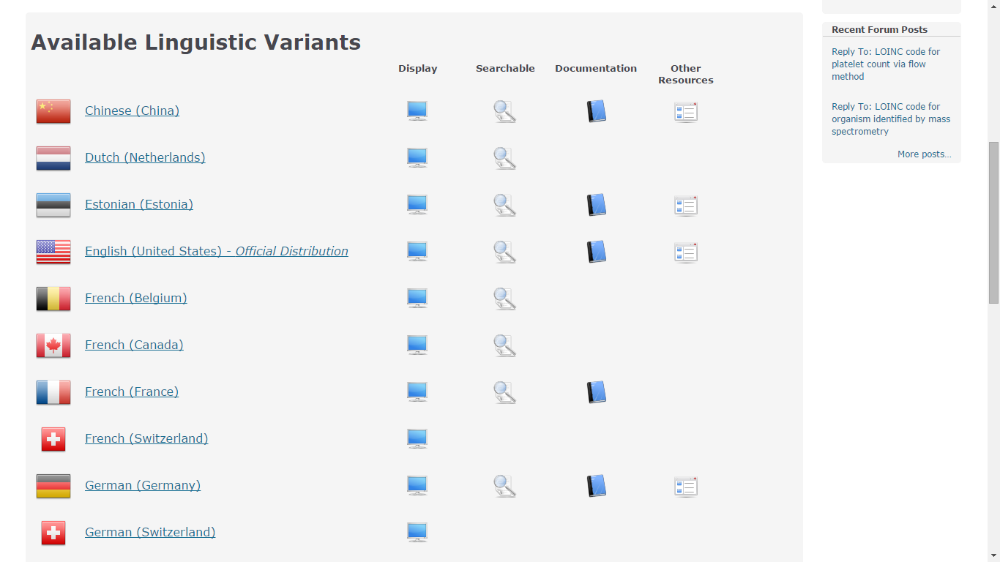 Available Linguistic Variants
Display Searchable Documentation Other
Resources
Chinese (China)
Dutch (Netherlands)
Estonian (Estonia)
English (United States) - Official Distribution
French (Belgium)
French (Canada)
French (France)
French (Switzerland)
German (Germany)
German (Switzerland)
Recent Forum Posts
Reply To: LOINC code for
platelet count via flow
method
Reply To: LOINC code for
organism identified by mass
spectrometry
More posts...